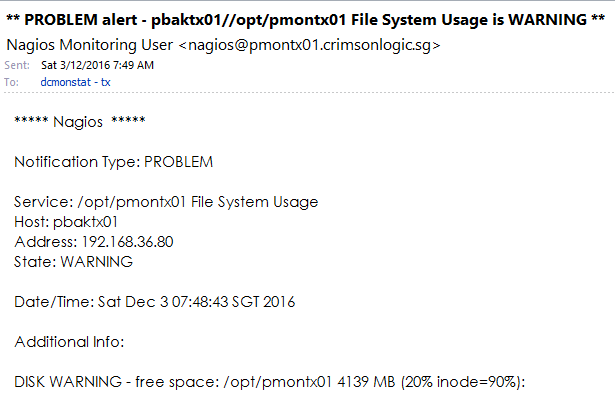 ** PROBLEM alert - pbaktx01//opt/pmontx01 File System Usage is WARNING **
Nagios Monitoring User <nagios@pmontx01.crimsonlogic.sg>
Sent: Sat 3/12/2016 7:49 AM
To: dcmonstat - tx
***** Nagios *****
Notification Type: PROBLEM
Service: /opt/pmontx01 File System Usage
Host: pbaktx01
Address: 192.168.36.80
State: WARNING
Date/Time: Sat Dec 3 07:48:43 SGT 2016
Additional Info:
DISK WARNING - free space: /opt/pmontx01 4139 MB (20% inode=90%):